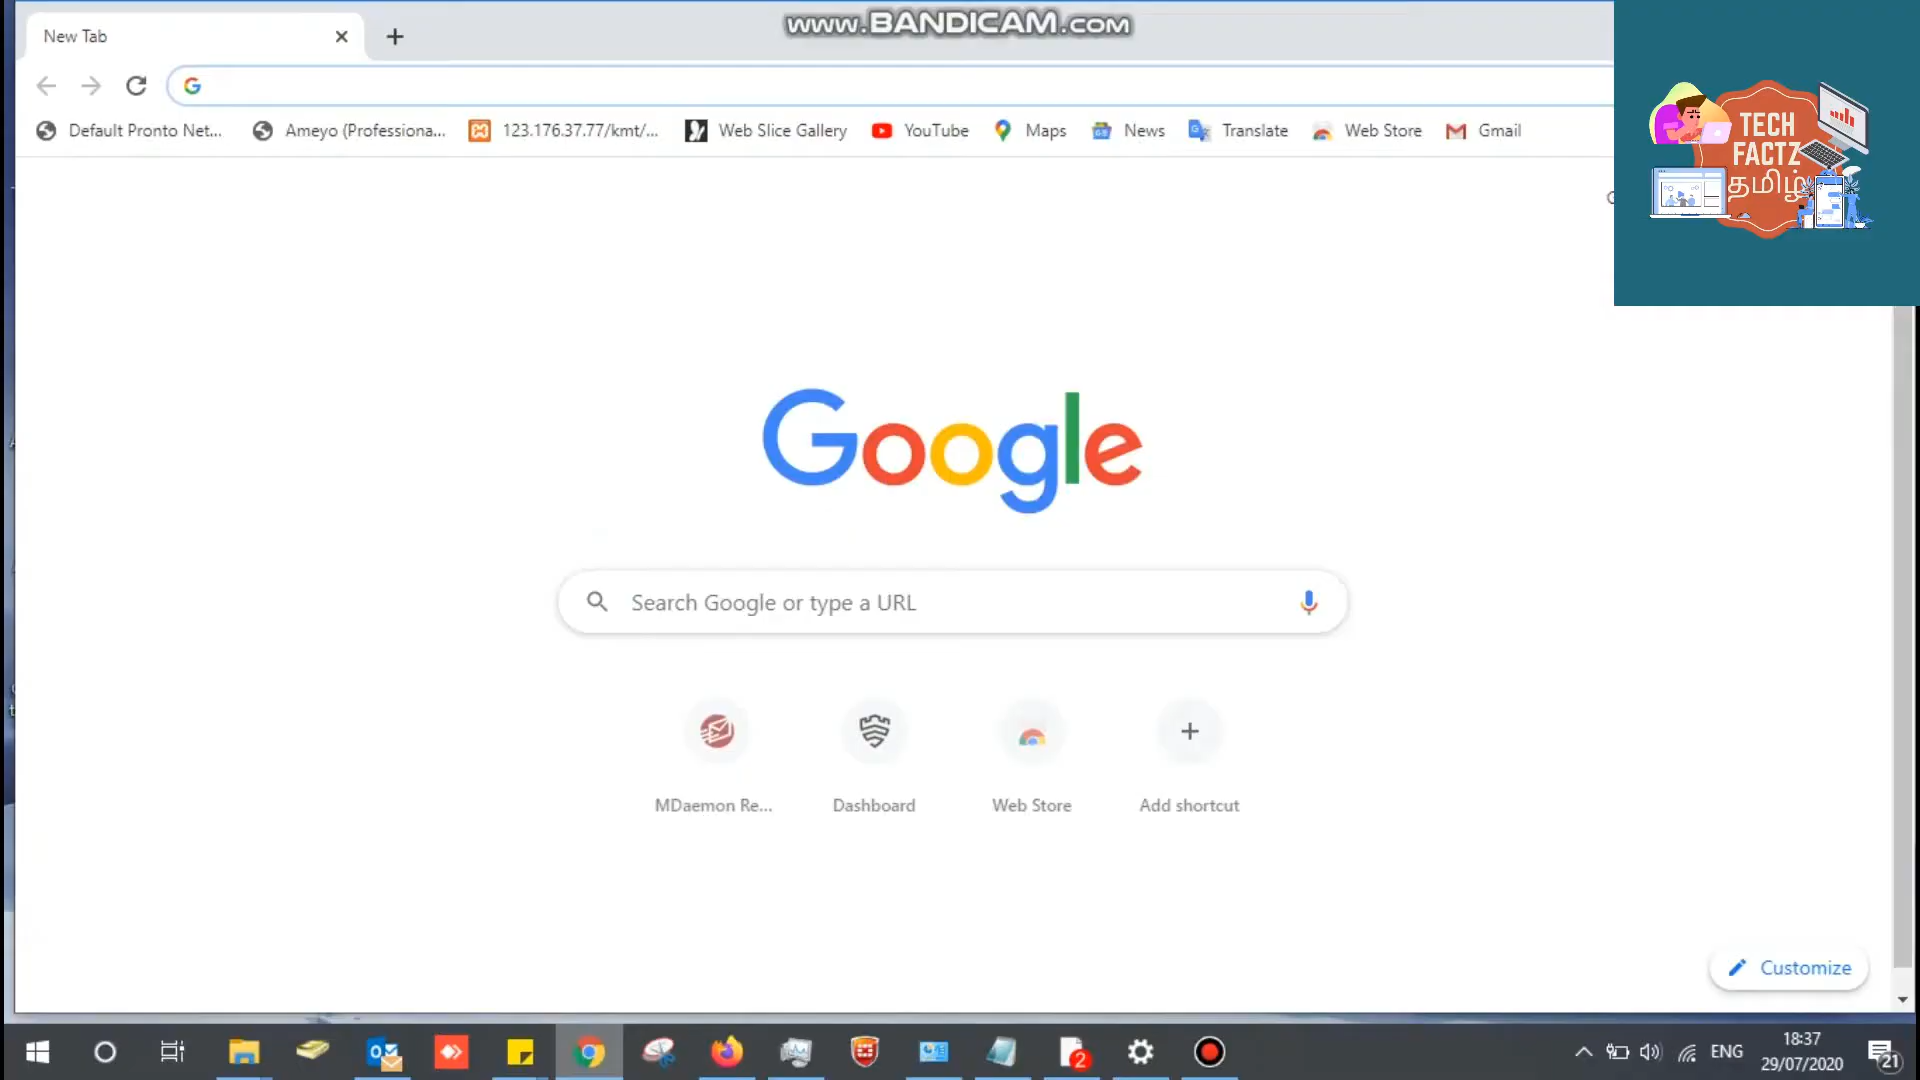 www.BANDICAM.com
New Tab
TECH
FACTZ
தமிழ்
Default Pronto Net...
Ameyo (Professiona...
123.176.37.77/kmt/...
Web Slice Gallery
YouTube
Maps
News
Translate
Web Store
Gmail
Google
Search Google or type a URL
MDaemon Re...
Dashboard
Web Store
Add shortcut
Customize
2
ENG
18:37
29/07/2020
21